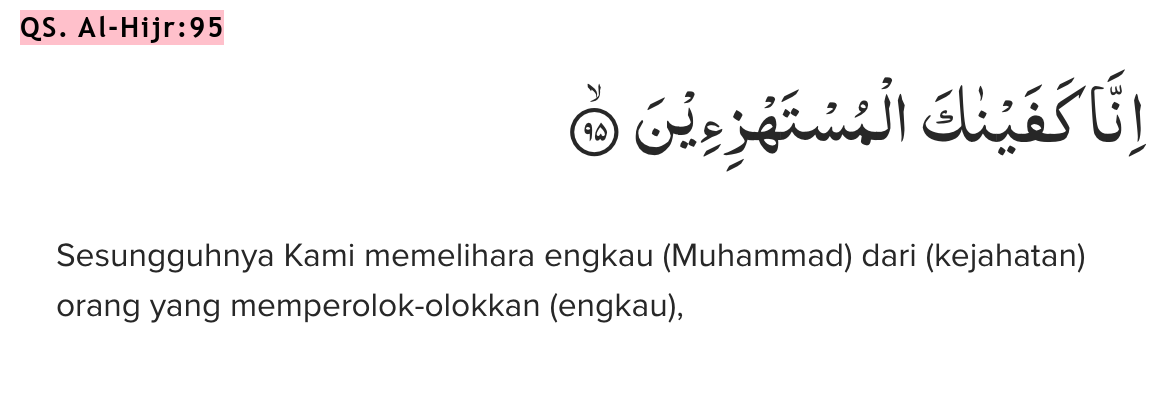 QS. Al-Hijr:95
اِنَّا كَفَيْنٰكَ الْمُسْتَهْزِءِيْنَۙ ٩٥
Sesungguhnya Kami memelihara engkau (Muhammad) dari (kejahatan)
orang yang memperolok-olokkan (engkau),